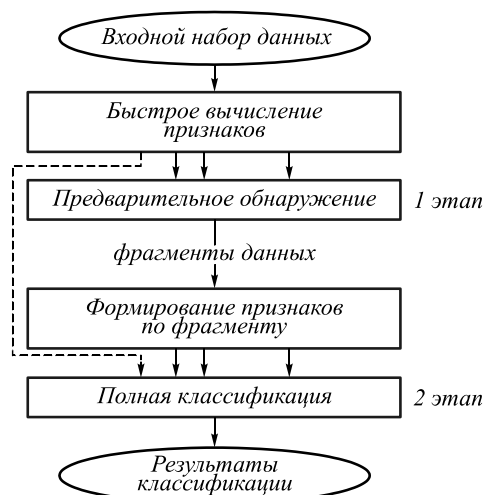 Входной набор данных
Быстрое вычисление
признаков
Предварительное обнаружение
1 этап
фрагменты данных
Формирование признаков
по фрагменту
Полная классификация
2 этап
Результаты
классификации